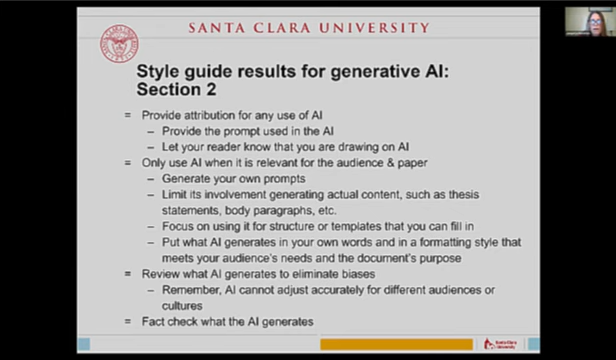 SANTA CLARA UNIVERSITY
Style guide results for generative AI:
Section 2
= Provide attribution for any use of AI
– Provide the prompt used in the AI
– Let your reader know that you are drawing on AI
= Only use AI when it is relevant for the audience & paper
– Generate your own prompts
– Limit its involvement generating actual content, such as thesis
statements, body paragraphs, etc.
– Focus on using it for structure or templates that you can fill in
– Put what AI generates in your own words and in a formatting style that
meets your audience's needs and the document's purpose
= Review what AI generates to eliminate biases
– Remember, AI cannot adjust accurately for different audiences or
cultures
= Fact check what the AI generates
Santa Clara
University